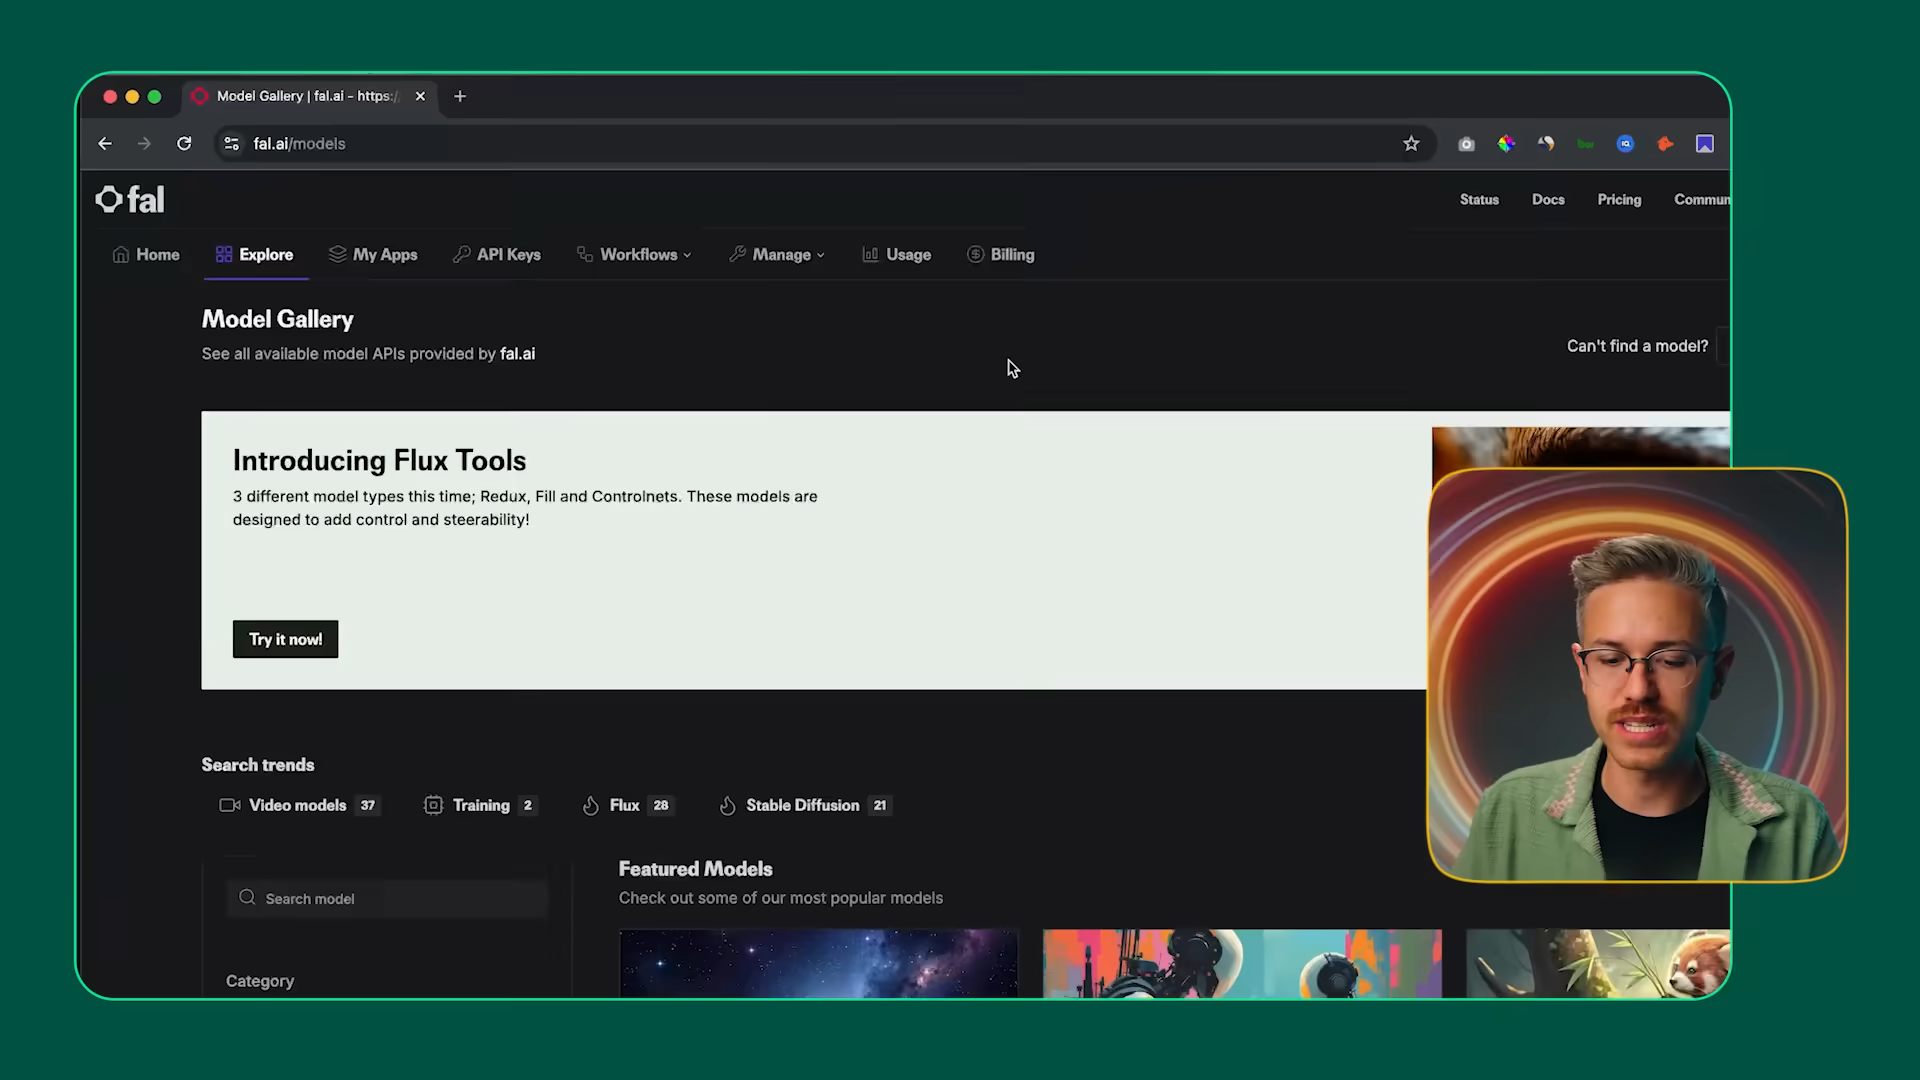 Model Gallery | fal.ai - https:/
fal.ai/models
fal
Status
Docs
Pricing
Commun
Home
Explore
My Apps
API Keys
Workflows
Manage
Usage
Billing
Model Gallery
See all available model APIs provided by fal.ai
Can't find a model?
Introducing Flux Tools
3 different model types this time; Redux, Fill and Controlnets. These models are
designed to add control and steerability!
Try it now!
Search trends
Video models 37
Training 2
Flux 28
Stable Diffusion 21
Search model
Featured Models
Check out some of our most popular models
Category